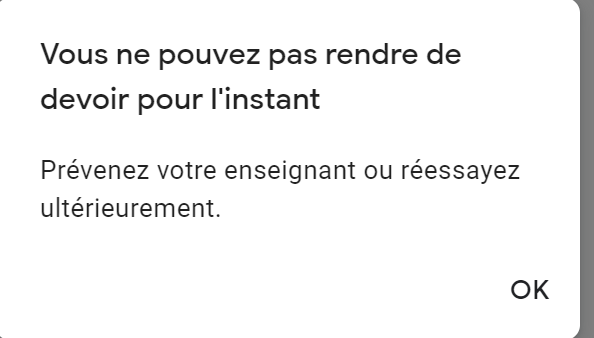 Vous ne pouvez pas rendre de
devoir pour l'instant
Prévenez votre enseignant ou réessayez
ultérieurement.
OK